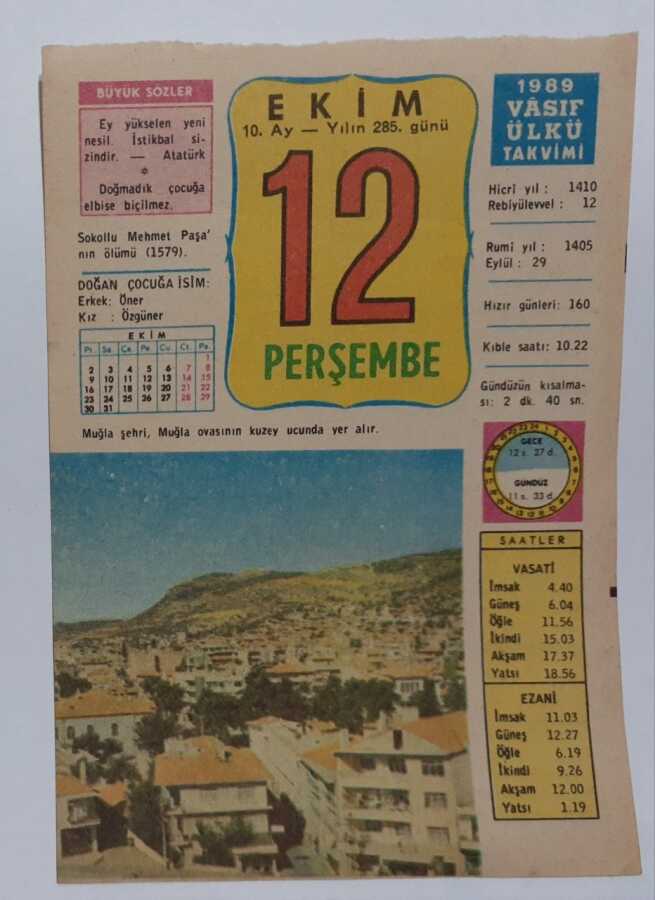 BÜYÜK SÖZLER
Ey yükselen yeni
nesil. İstikbal si-
zindir. — Atatürk
Doğmadık çocuğa
elbise biçilmez.
Sokollu Mehmet Paşa'
nın ölümü (1579).
DOĞAN ÇOCUĞA İSİM:
Erkek: Öner
Kız : Özgüner
EKİM
Pt. Sa. Ça. Pe. Cu. Ct. Pa.
1
2 3 4 5 6 7 8
9 10 11 12 13 14 15
16 17 18 19 20 21 22
23 24 25 26 27 28 29
30 31
EKİM
10. Ay — Yılın 285. günü
12
PERŞEMBE
1989
VÂSIF
ÜLKÜ
TAKVİMİ
Hicrî yıl : 1410
Rebiyülevvel : 12
Rumî yıl : 1405
Eylül : 29
Hızır günleri: 160
Kıble saatı: 10.22
Gündüzün kısalma-
sı: 2 dk. 40 sn.
Muğla şehri, Muğla ovasının kuzey ucunda yer alır.
GECE
12 s. 27 d.
GÜNDÜZ
11 s. 33 d.
SAATLER
VASATİ
İmsak 4.40
Güneş 6.04
Öğle 11.56
İkindi 15.03
Akşam 17.37
Yatsı 18.56
EZANİ
İmsak 11.03
Güneş 12.27
Öğle 6.19
İkindi 9.26
Akşam 12.00
Yatsı 1.19